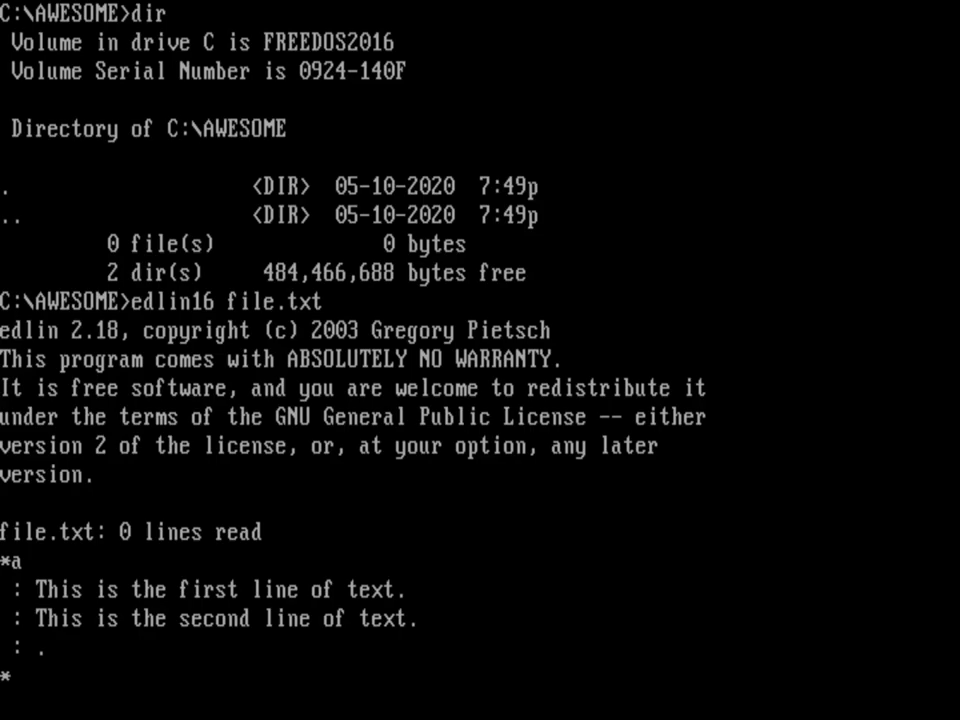 C:\AWESOME>dir
Volume in drive C is FREEDOS2016
Volume Serial Number is 0924-140F
Directory of C:\AWESOME
. <DIR> 05-10-2020 7:49p
.. <DIR> 05-10-2020 7:49p
0 file(s) 0 bytes
2 dir(s) 484,466,688 bytes free
C:\AWESOME>edlin16 file.txt
edlin 2.18, copyright (c) 2003 Gregory Pietsch
This program comes with ABSOLUTELY NO WARRANTY.
It is free software, and you are welcome to redistribute it
under the terms of the GNU General Public License -- either
version 2 of the license, or, at your option, any later
version.
file.txt: 0 lines read
*a
: This is the first line of text.
: This is the second line of text.
: .
*